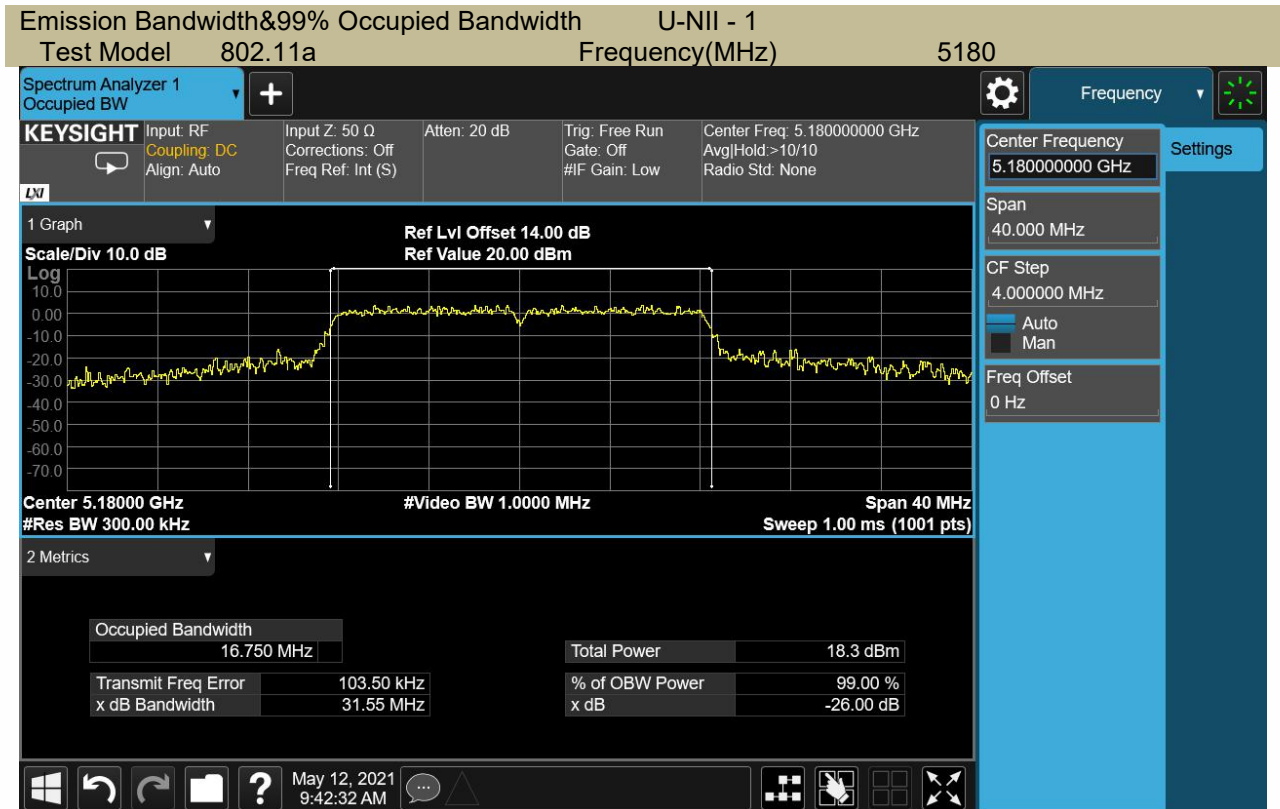 Emission Bandwidth&99% Occupied Bandwidth U-NII - 1
Test Model 802.11a Frequency(MHz) 5180
Spectrum Analyzer 1
Occupied BW
+
Frequency
KEYSIGHT
LXI
Input: RF
Coupling: DC
Align: Auto
Input Z: 50 Ω
Corrections: Off
Freq Ref: Int (S)
Atten: 20 dB
Trig: Free Run
Gate: Off
#IF Gain: Low
Center Freq: 5.180000000 GHz
Avg|Hold:>10/10
Radio Std: None
Center Frequency
5.180000000 GHz
Settings
Span
40.000 MHz
CF Step
4.000000 MHz
Auto
Man
Freq Offset
0 Hz
1 Graph
Scale/Div 10.0 dB
Ref Lvl Offset 14.00 dB
Ref Value 20.00 dBm
Log
10.0
0.00
-10.0
-20.0
-30.0
-40.0
-50.0
-60.0
-70.0
Center 5.18000 GHz
#Res BW 300.00 kHz
#Video BW 1.0000 MHz
Span 40 MHz
Sweep 1.00 ms (1001 pts)
2 Metrics
Occupied Bandwidth
16.750 MHz
Total Power 18.3 dBm
Transmit Freq Error 103.50 kHz
% of OBW Power 99.00 %
x dB Bandwidth 31.55 MHz
x dB -26.00 dB
?
May 12, 2021
9:42:32 AM